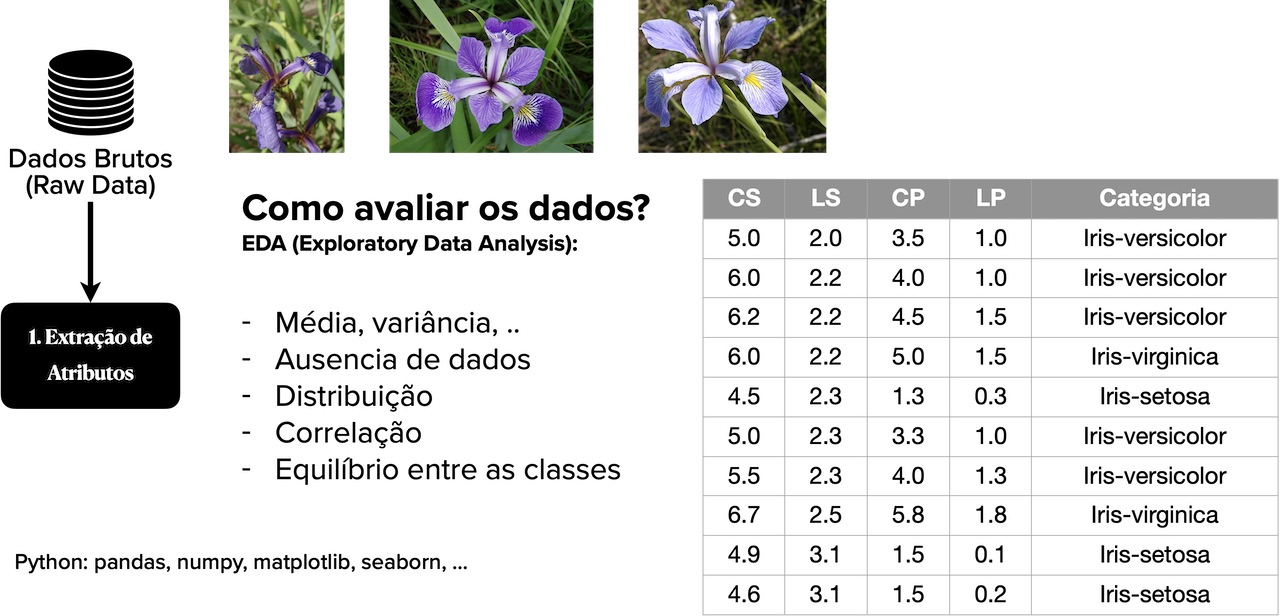 Dados Brutos
(Raw Data)
1. Extração de
Atributos
Como avaliar os dados?
EDA (Exploratory Data Analysis):
- Média, variância, ..
- Ausencia de dados
- Distribuição
- Correlação
- Equilíbrio entre as classes
Python: pandas, numpy, matplotlib, seaborn, ...
CS LS CP LP Categoria
5.0 2.0 3.5 1.0 Iris-versicolor
6.0 2.2 4.0 1.0 Iris-versicolor
6.2 2.2 4.5 1.5 Iris-versicolor
6.0 2.2 5.0 1.5 Iris-virginica
4.5 2.3 1.3 0.3 Iris-setosa
5.0 2.3 3.3 1.0 Iris-versicolor
5.5 2.3 4.0 1.3 Iris-versicolor
6.7 2.5 5.8 1.8 Iris-virginica
4.9 3.1 1.5 0.1 Iris-setosa
4.6 3.1 1.5 0.2 Iris-setosa